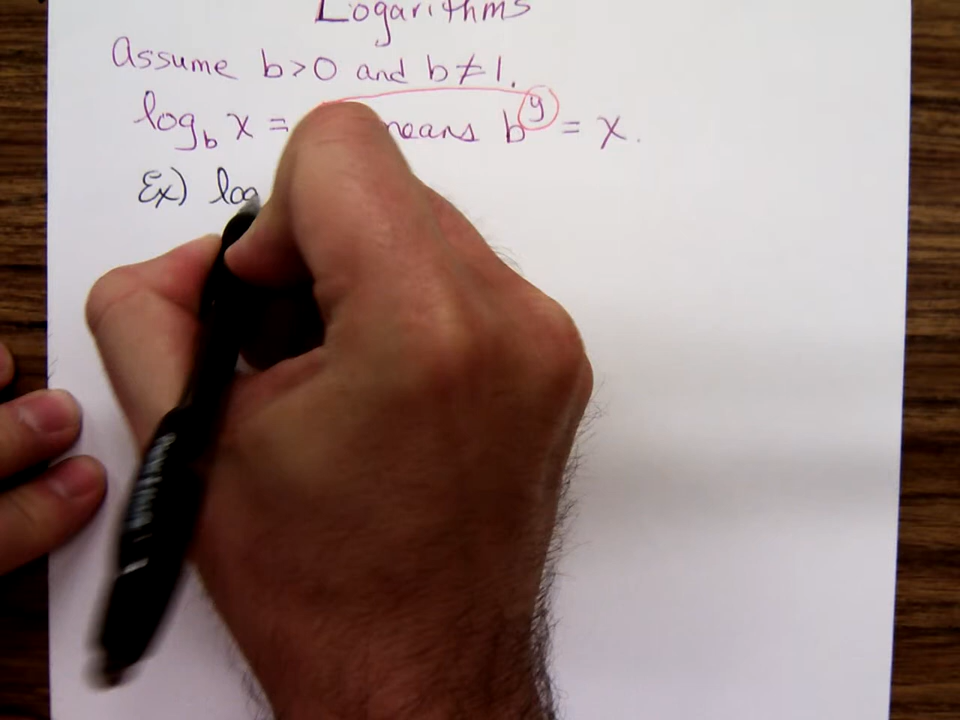 Logarithms
Assume b>0 and b≠1.
log_b x = means b^y = x.
Ex) log